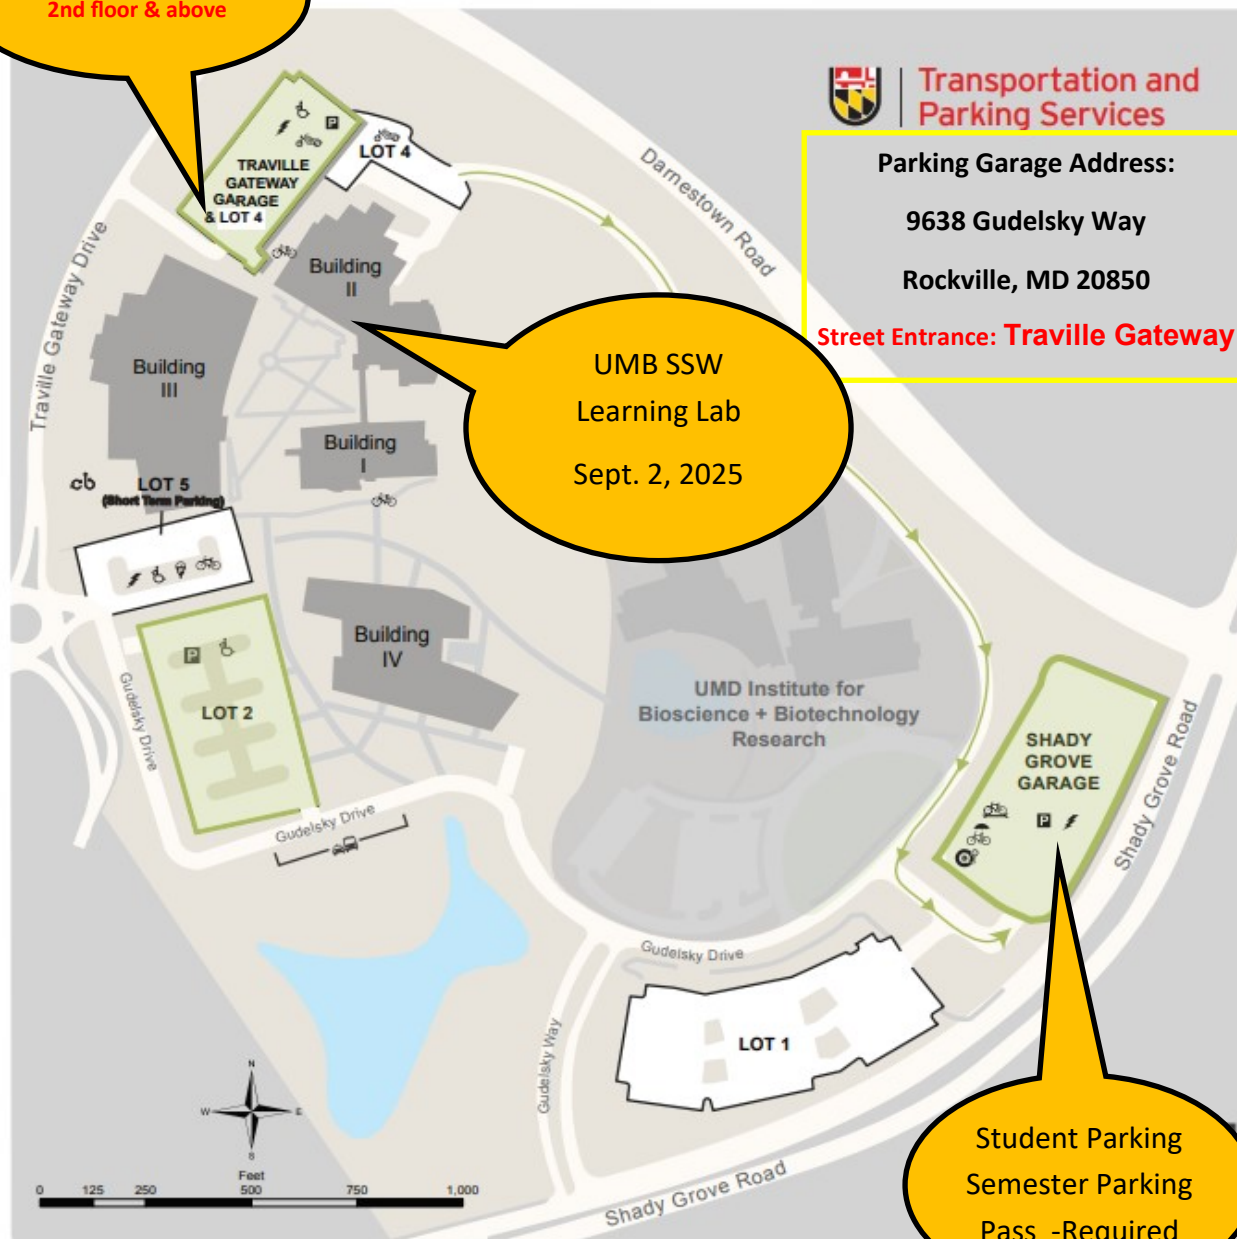 2nd floor & above
Transportation and
Parking Services
Parking Garage Address:
9638 Gudelsky Way
Rockville, MD 20850
Street Entrance: Traville Gateway
TRAVILLE
GATEWAY
GARAGE
& LOT 4
P
LOT 4
Darnestown Road
Traville Gateway Drive
Building
II
Building
III
UMB SSW
Learning Lab
Sept. 2, 2025
Building
I
cb
LOT 5
(Short Term Parking)
Building
IV
P
LOT 2
Gudelsky Drive
Gudelsky Drive
UMD Institute for
Bioscience + Biotechnology
Research
SHADY
GROVE
GARAGE
P
Shady Grove Road
Gudelsky Drive
LOT 1
Gudelsky Way
Shady Grove Road
N
W E
S
Feet
0 125 250 500 750 1,000
Student Parking
Semester Parking
Pass -Required